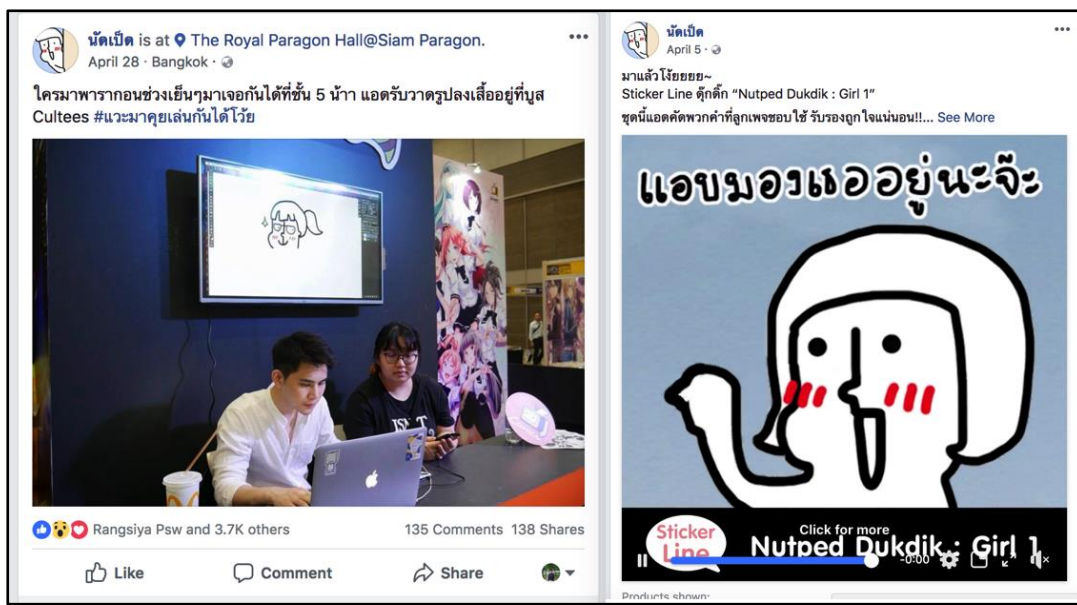 นัดเป็ด is at The Royal Paragon Hall@Siam Paragon.
April 28 · Bangkok ·
ใครมาพารากอนช่วงเย็นๆมาเจอกันได้ที่ชั้น 5 น้าา แอดรับวาดรูปลงเสื้ออยู่ที่บูส
Cultees #แวะมาคุยเล่นกันได้โว้ย
Rangsiya Psw and 3.7K others
135 Comments 138 Shares
Like Comment Share
นัดเป็ด
April 5 ·
มาแล้วโง้ยยยย~
Sticker Line ดุ๊กดิ๊ก “Nutped Dukdik : Girl 1”
ชุดนี้แอดคัดพวกคำที่ลูกเพจชอบใช้ รับรองถูกใจแน่นอน!!... See More
แอบมองเธออยู่นะจ๊ะ
Sticker
Line
Click for more
Nutped Dukdik : Girl 1
-0:00
Products shown: